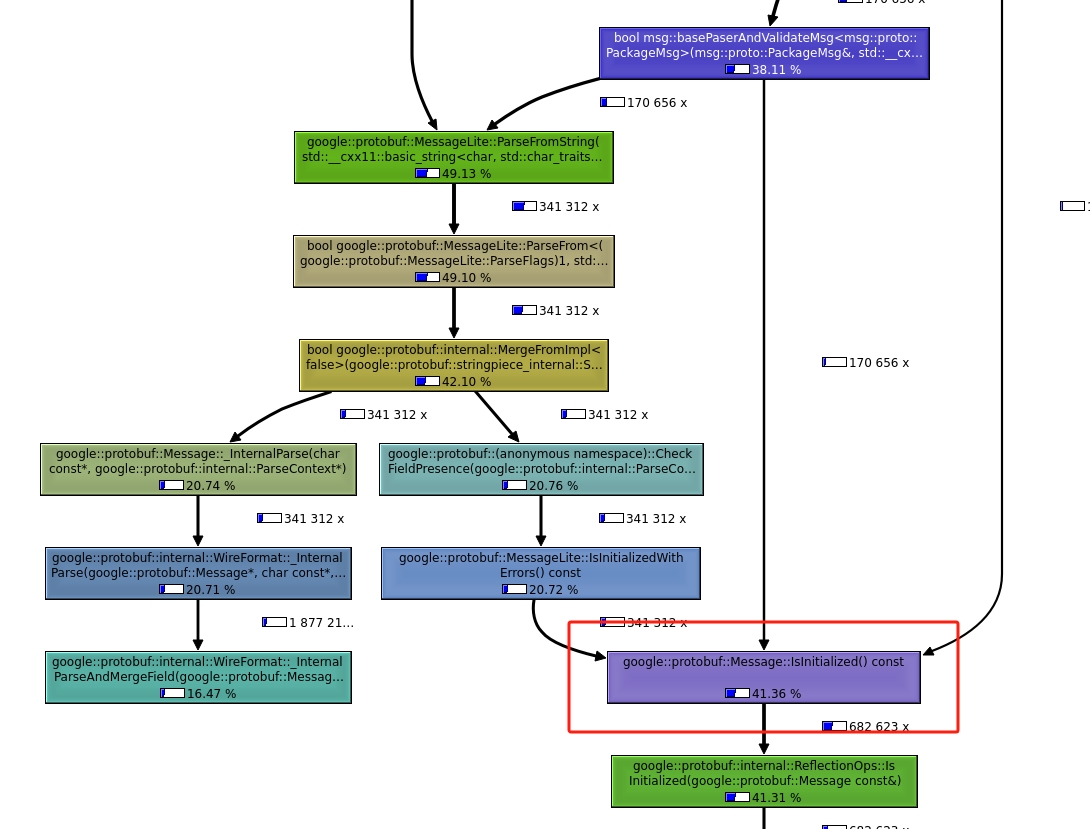 170 656 x
bool msg::basePaserAndValidateMsg<msg::proto::
PackageMsg>(msg::proto::PackageMsg&, std::__cx...
38.11 %
170 656 x
google::protobuf::MessageLite::ParseFromString(
std::__cxx11::basic_string<char, std::char_traits...
49.13 %
341 312 x
bool google::protobuf::MessageLite::ParseFrom<(
google::protobuf::MessageLite::ParseFlags)1, std:...
49.10 %
341 312 x
bool google::protobuf::internal::MergeFromImpl<
false>(google::protobuf::stringpiece_internal::S...
42.10 %
170 656 x
341 312 x
341 312 x
google::protobuf::Message::_InternalParse(char
const*, google::protobuf::internal::ParseContext*)
20.74 %
google::protobuf::(anonymous namespace)::Check
FieldPresence(google::protobuf::internal::ParseCo...
20.76 %
341 312 x
341 312 x
google::protobuf::internal::WireFormat::_Internal
Parse(google::protobuf::Message*, char const*,...
20.71 %
google::protobuf::MessageLite::IsInitializedWith
Errors() const
20.72 %
1 877 21...
341 312 x
google::protobuf::internal::WireFormat::_Internal
ParseAndMergeField(google::protobuf::Messag...
16.47 %
google::protobuf::Message::IsInitialized() const
41.36 %
682 623 x
google::protobuf::internal::ReflectionOps::Is
Initialized(google::protobuf::Message const&)
41.31 %
682 623 x